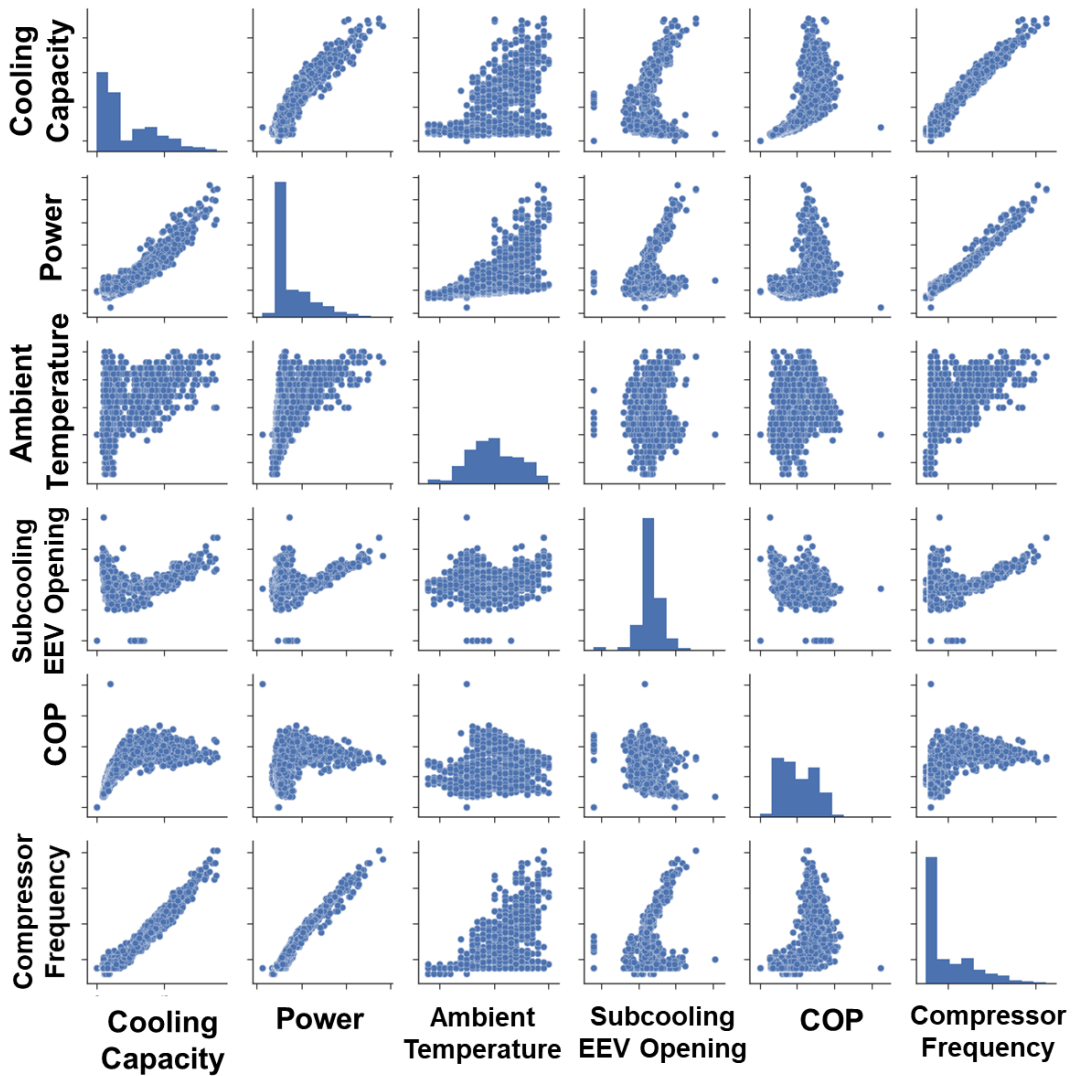 Cooling
Capacity
Power
Ambient
Temperature
Subcooling
EEV Opening
COP
Compressor
Frequency
Cooling
Capacity
Power
Ambient
Temperature
Subcooling
EEV Opening
COP
Compressor
Frequency